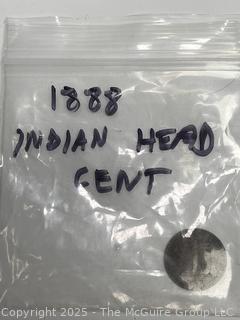 1888
INDIAN HEAD
CENT
Copyright 2025 - The McGuire Group LLC